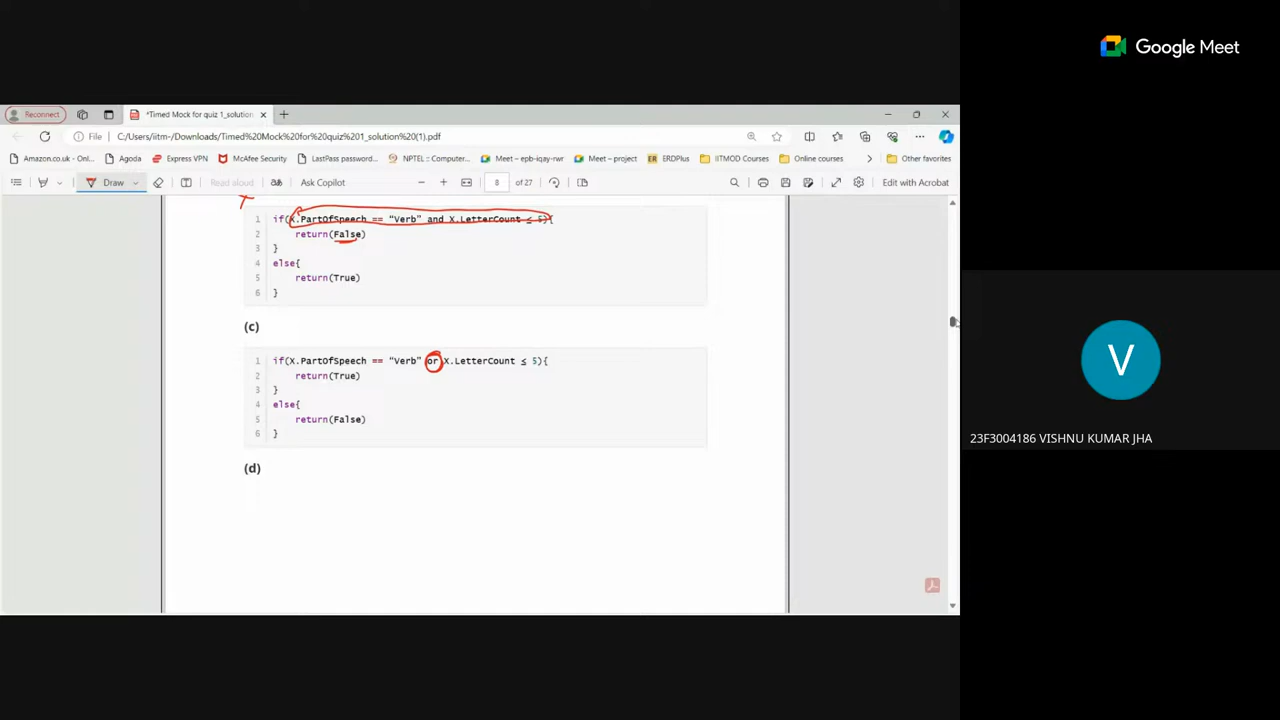 Google Meet
Reconnect
*Timed Mock for quiz 1_solution
File
C:/Users/iitm-/Downloads/Timed%20Mock%20for%20quiz%201_solution%20(1).pdf
Amazon.co.uk - Onl...
Agoda
Express VPN
McAfee Security
LastPass password...
NPTEL :: Computer...
Meet – epb-iqay-rwr
Meet – project
ER ERDPlus
IITMOD Courses
Online courses
Other favorites
Draw
Read aloud
Ask Copilot
8 of 27
Edit with Acrobat
1 if(X.PartOfSpeech == "Verb" and X.LetterCount ≤ 5){
2 return(False)
3 }
4 else{
5 return(True)
6 }
(c)
1 if(X.PartOfSpeech == "Verb" or X.LetterCount ≤ 5){
2 return(True)
3 }
4 else{
5 return(False)
6 }
(d)
V
23F3004186 VISHNU KUMAR JHA